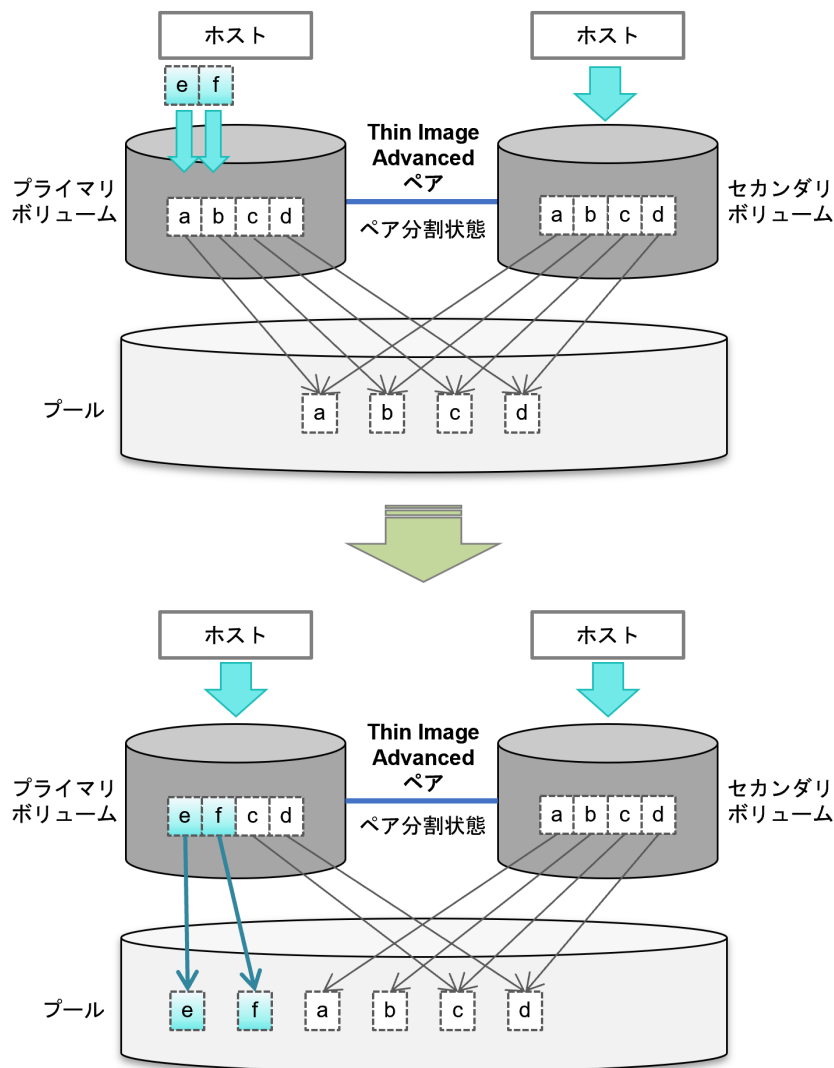 ホスト
ホスト
e f
Thin Image
Advanced
ペア
プライマリ
ボリューム
a b c d
ペア分割状態
a b c d
セカンダリ
ボリューム
プール
a b c d
ホスト
ホスト
Thin Image
Advanced
ペア
プライマリ
ボリューム
e f c d
ペア分割状態
a b c d
セカンダリ
ボリューム
プール
e f a b c d